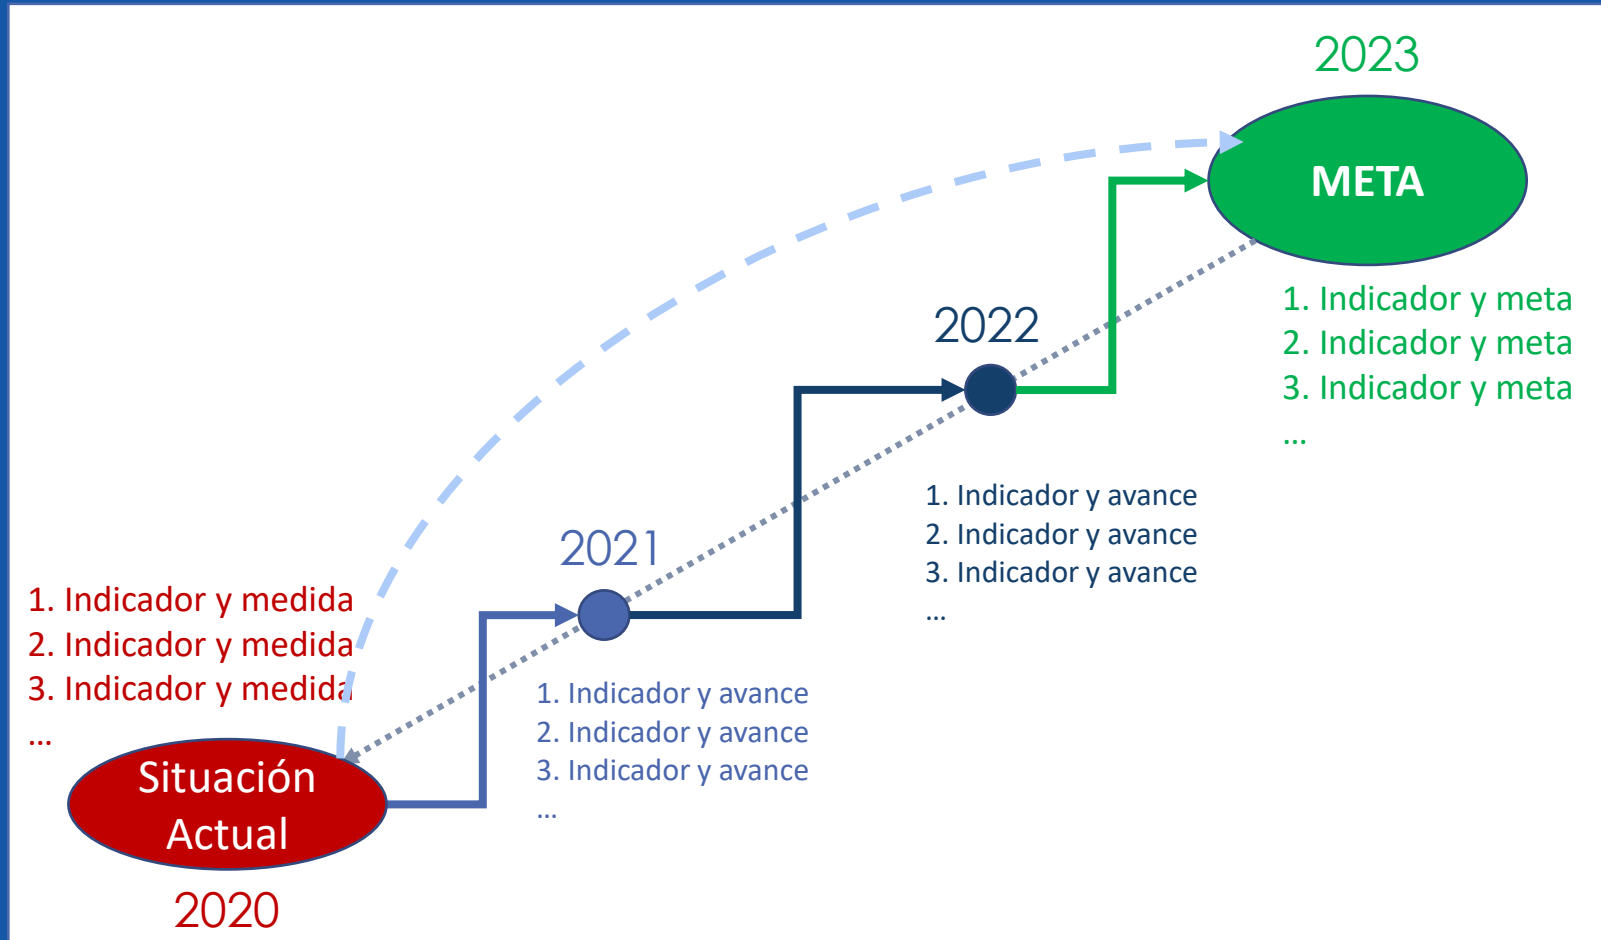 2023
META
1. Indicador y meta
2. Indicador y meta
3. Indicador y meta
...
2022
1. Indicador y avance
2. Indicador y avance
3. Indicador y avance
...
2021
1. Indicador y avance
2. Indicador y avance
3. Indicador y avance
...
1. Indicador y medida
2. Indicador y medida
3. Indicador y medida
...
Situación
Actual
2020